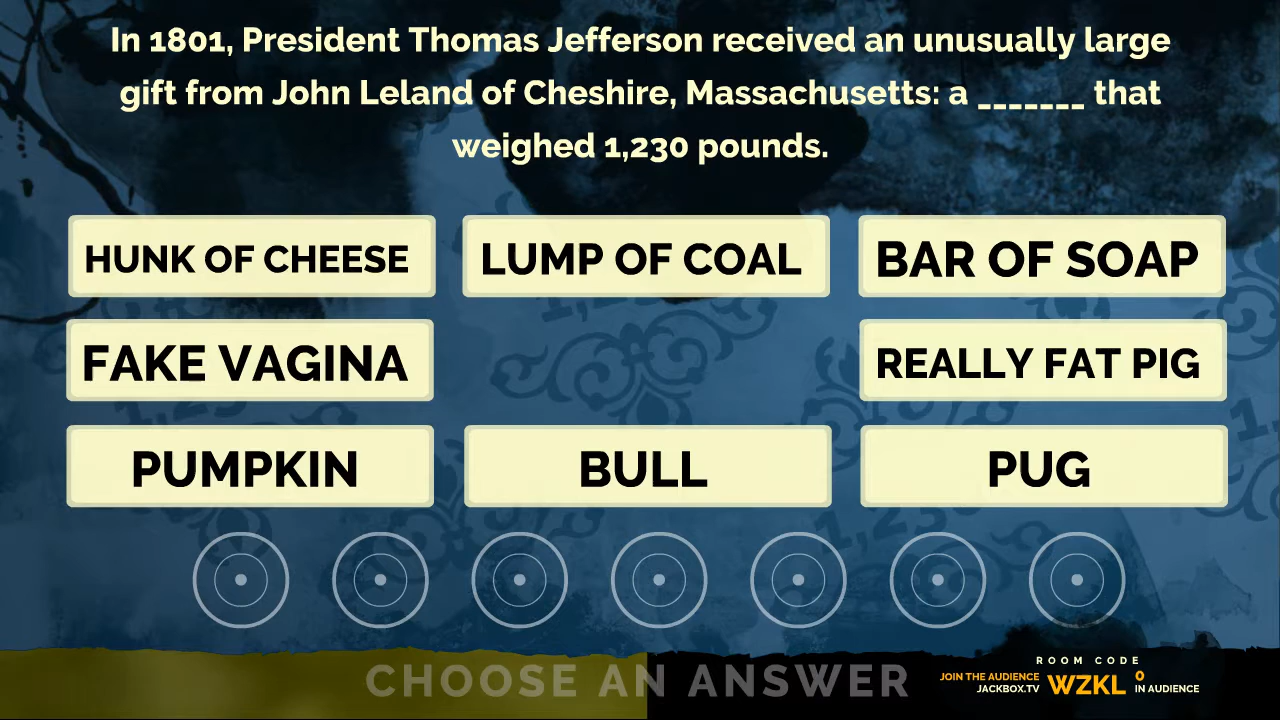 In 1801, President Thomas Jefferson received an unusually large
gift from John Leland of Cheshire, Massachusetts: a _______ that
weighed 1,230 pounds.
HUNK OF CHEESE
LUMP OF COAL
BAR OF SOAP
FAKE VAGINA
REALLY FAT PIG
PUMPKIN
BULL
PUG
CHOOSE AN ANSWER
ROOM CODE
JOIN THE AUDIENCE
JACKBOX.TV
WZKL
0
IN AUDIENCE